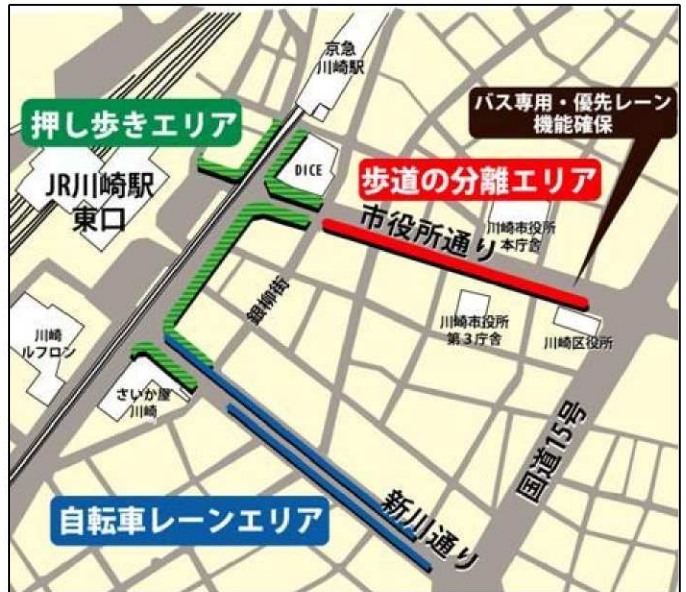 京急
川崎駅
バス専用・優先レーン
機能確保
押し歩きエリア
DICE
歩道の分離エリア
JR川崎駅
東口
市役所通り
川崎市役所
本庁舎
銀柳街
川崎市役所
第3庁舎
川崎区役所
川崎
ルフロン
さいか屋
川崎
国道15号
自転車レーンエリア
新川通り